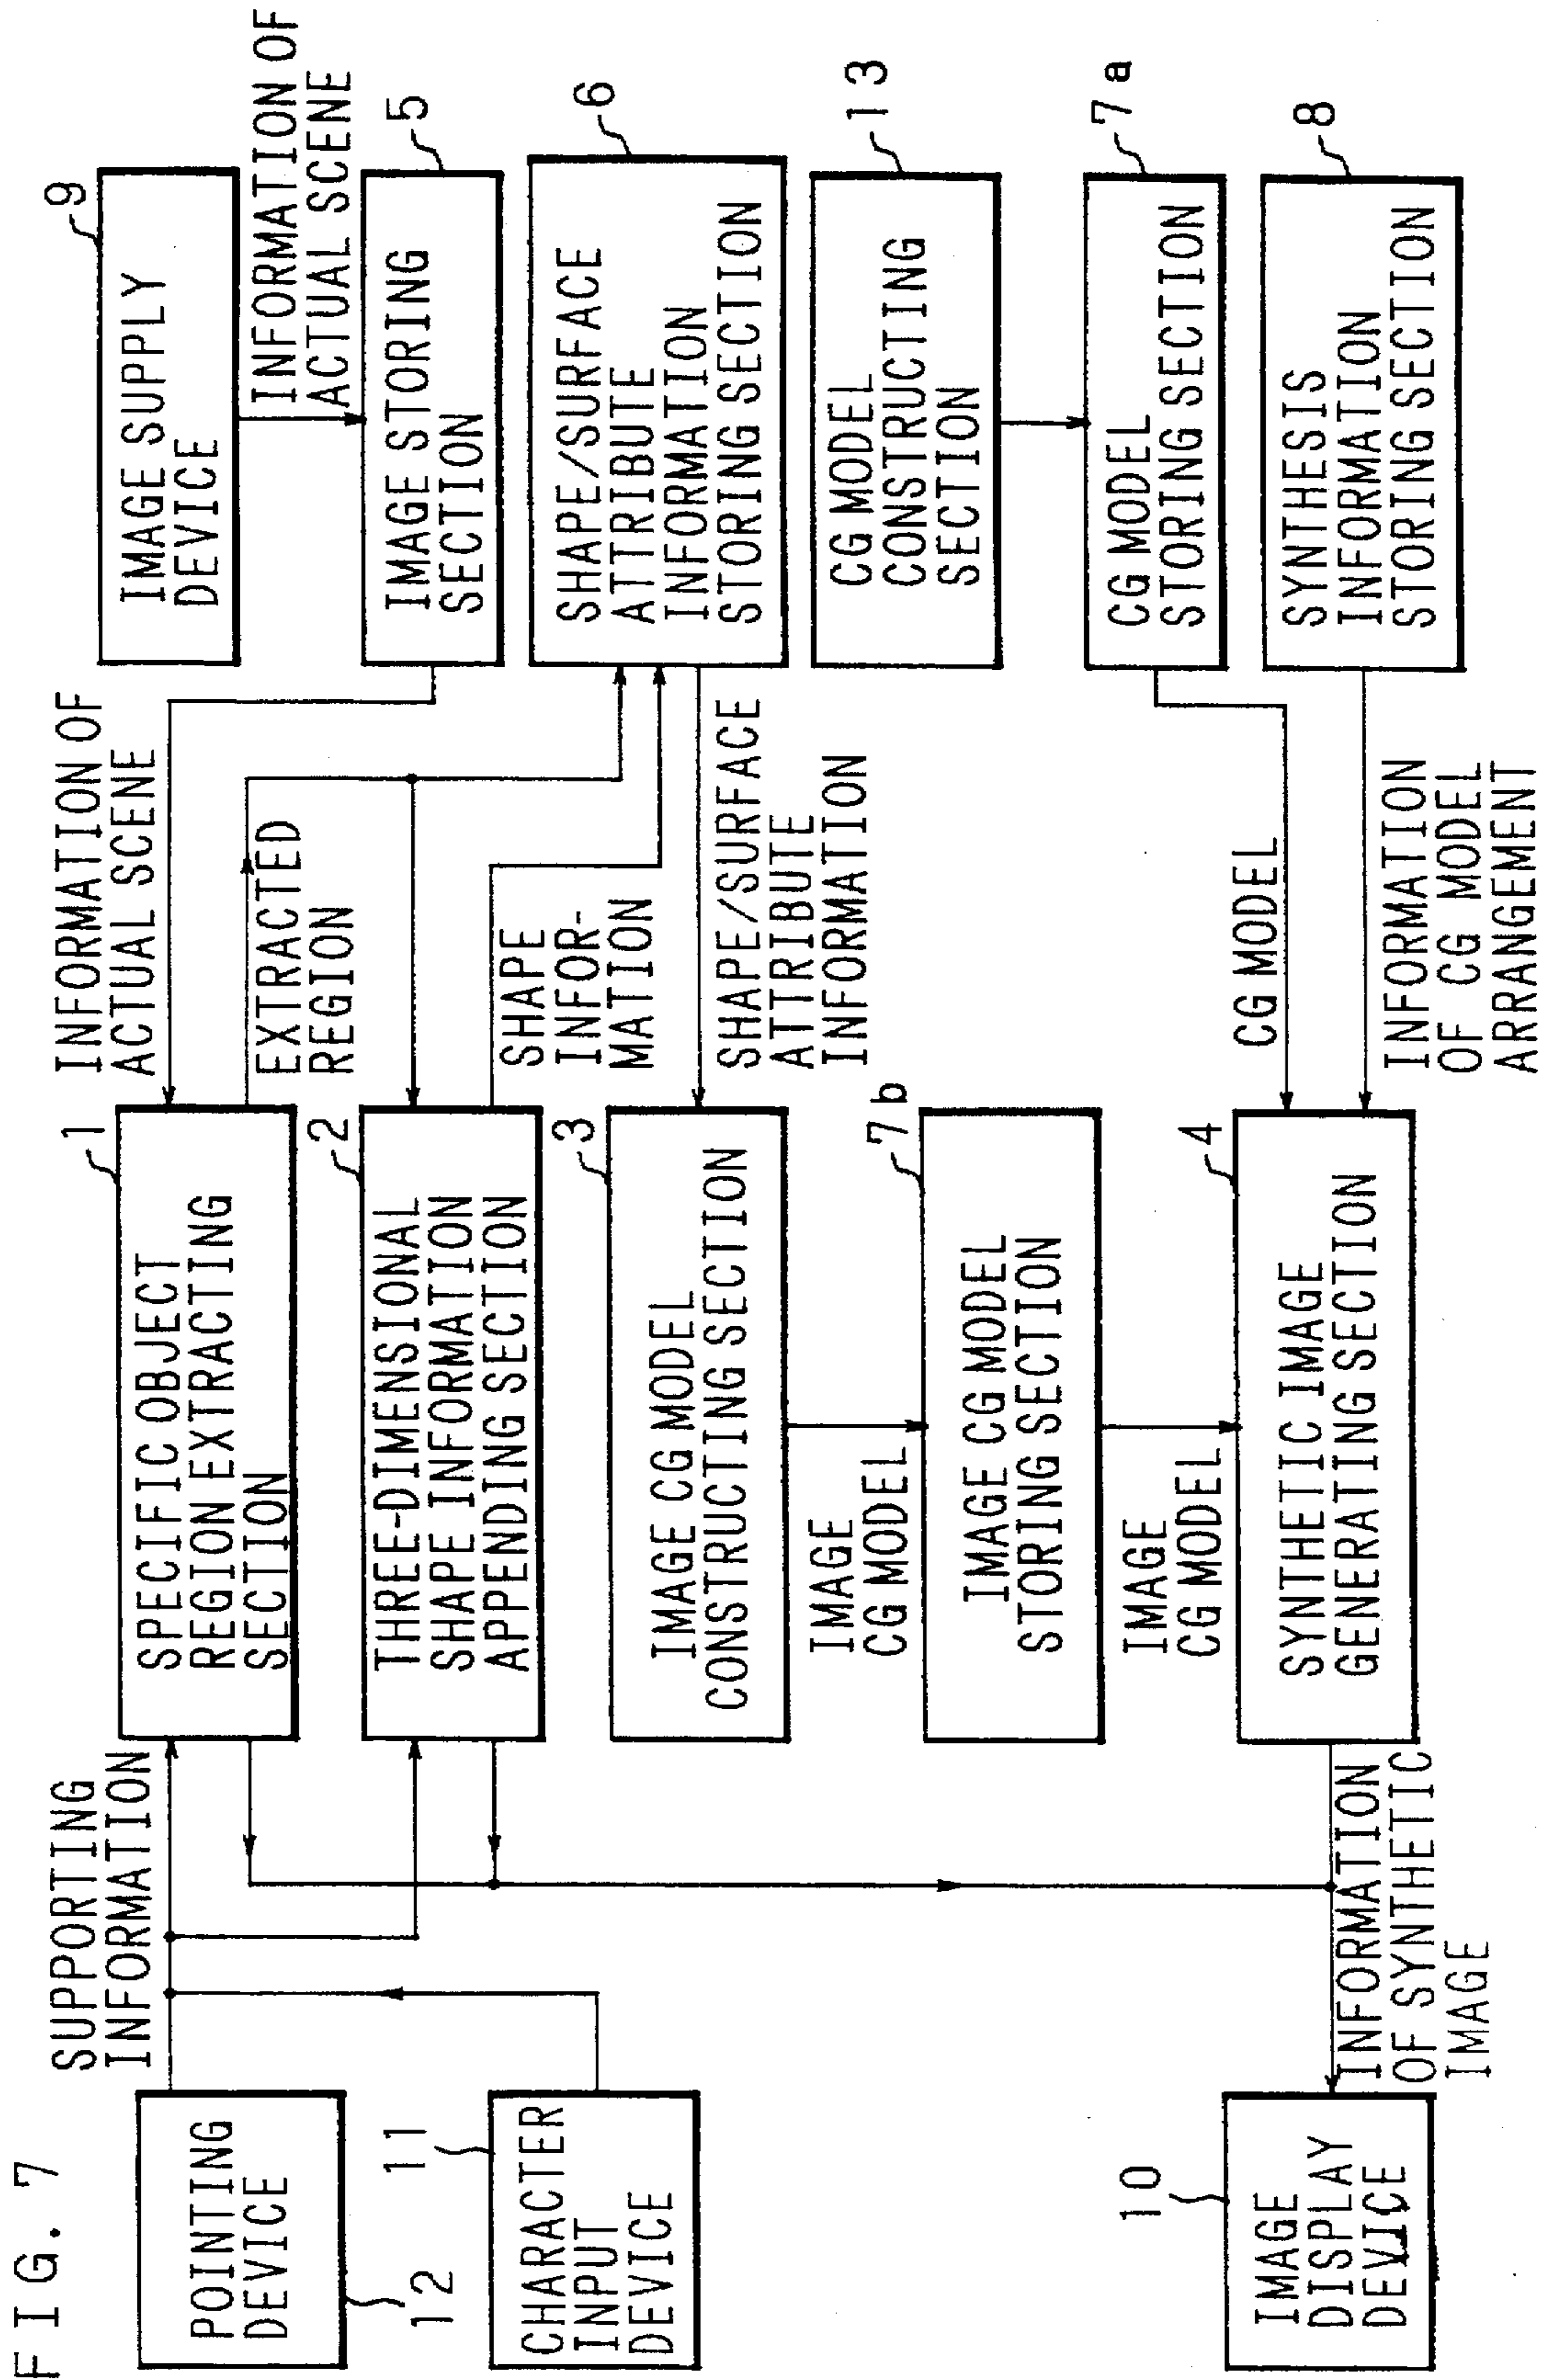 FIG. 7
POINTING
DEVICE
12
SUPPORTING
INFORMATION
11
CHARACTER
INPUT
DEVICE
10
IMAGE
DISPLAY
DEVICE
INFORMATION
OF SYNTHETIC
IMAGE
1
SPECIFIC OBJECT
REGION EXTRACTING
SECTION
2
THREE-DIMENSIONAL
SHAPE INFORMATION
APPENDING SECTION
3
IMAGE CG MODEL
CONSTRUCTING SECTION
IMAGE
CG MODEL
7b
IMAGE CG MODEL
STORING SECTION
IMAGE
CG MODEL
4
SYNTHETIC IMAGE
GENERATING SECTION
INFORMATION OF
ACTUAL SCENE
EXTRACTED
REGION
SHAPE
INFOR-
MATION
SHAPE/SURFACE
ATTRIBUTE
INFORMATION
CG MODEL
INFORMATION
OF CG MODEL
ARRANGEMENT
9
IMAGE SUPPLY
DEVICE
INFORMATION OF
ACTUAL SCENE
5
IMAGE STORING
SECTION
6
SHAPE/SURFACE
ATTRIBUTE
INFORMATION
STORING SECTION
13
CG MODEL
CONSTRUCTING
SECTION
7a
CG MODEL
STORING SECTION
8
SYNTHESIS
INFORMATION
STORING SECTION